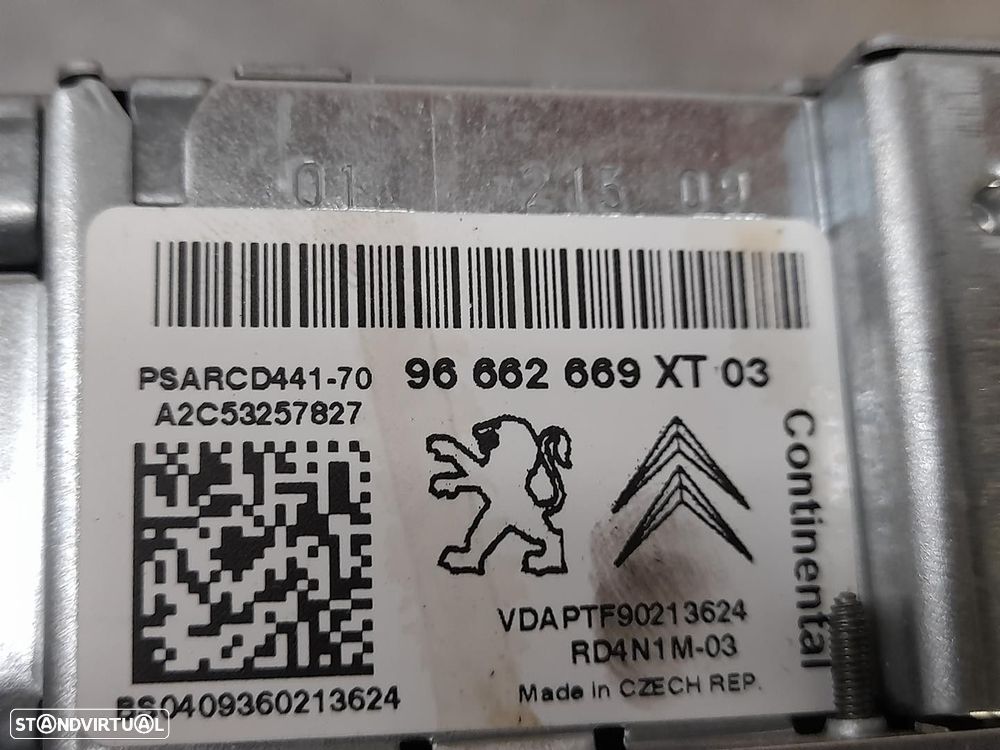 01 215 09
PSARCD441-70
96 662 669 XT 03
A2C53257827
Continental
VDAPTF90213624
RD4N1M-03
BS0409360213624
Made in CZECH REP.
STANDVIRTUAL